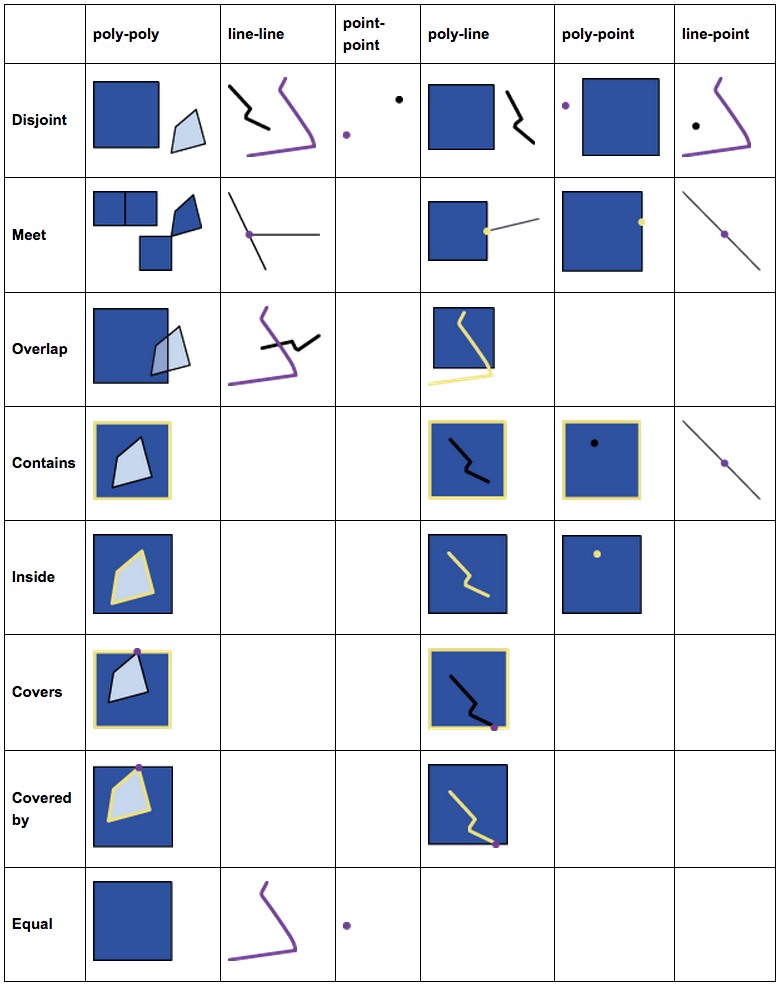 poly-poly
line-line
point-
point
poly-line
poly-point
line-point
Disjoint
Meet
Overlap
Contains
Inside
Covers
Covered
by
Equal